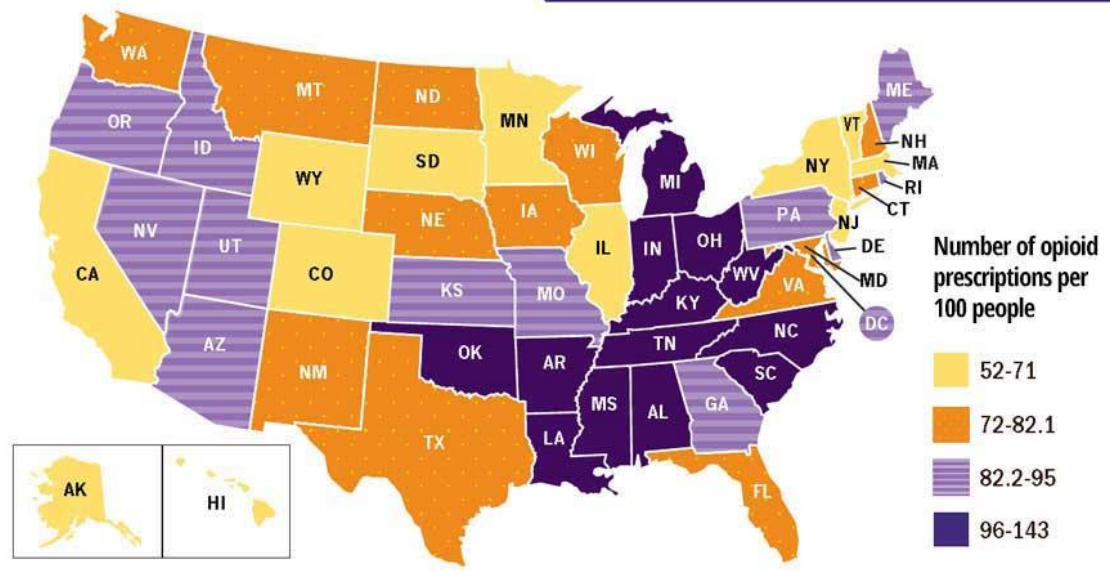 WA
MT
ND
MN
ME
OR
ID
WY
SD
WI
MI
VT
NH
NY
MA
RI
CT
NV
UT
CO
NE
IA
IL
IN
OH
PA
NJ
DE
MD
DC
CA
KS
MO
KY
WV
VA
AZ
NM
OK
AR
TN
NC
SC
TX
LA
MS
AL
GA
FL
AK
HI
Number of opioid
prescriptions per
100 people
52-71
72-82.1
82.2-95
96-143